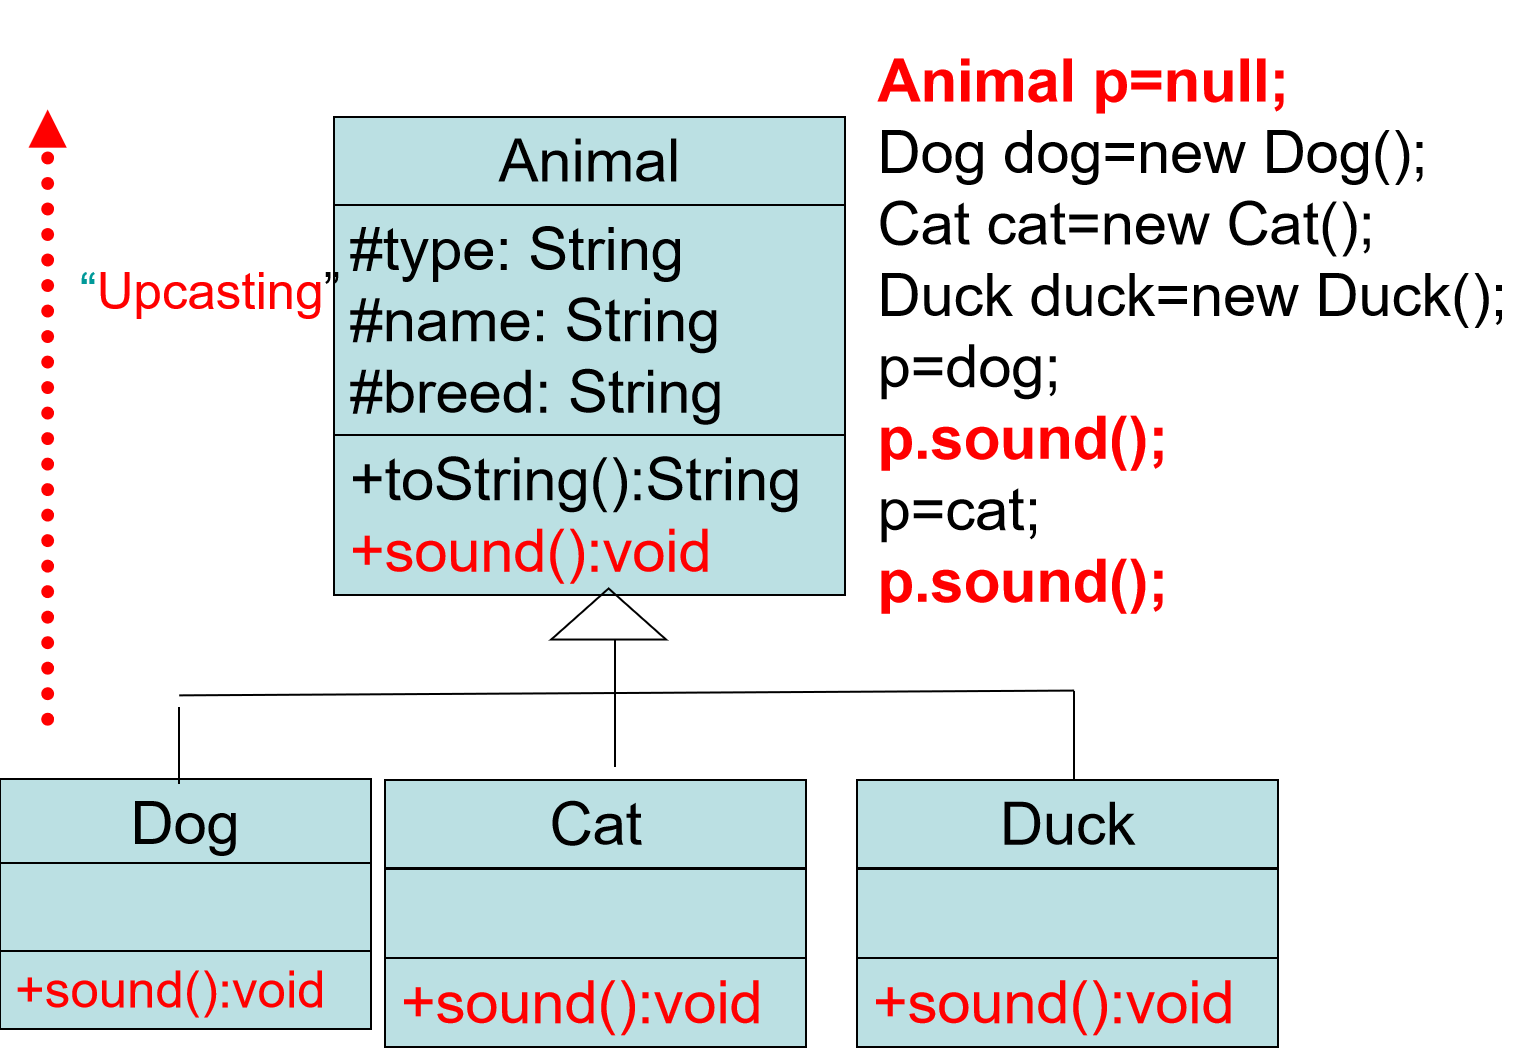 Animal p=null;
Dog dog=new Dog();
Cat cat=new Cat();
Duck duck=new Duck();
p=dog;
p.sound();
p=cat;
p.sound();
“Upcasting”
Animal
#type: String
#name: String
#breed: String
+toString():String
+sound():void
Dog
+sound():void
Cat
+sound():void
Duck
+sound():void